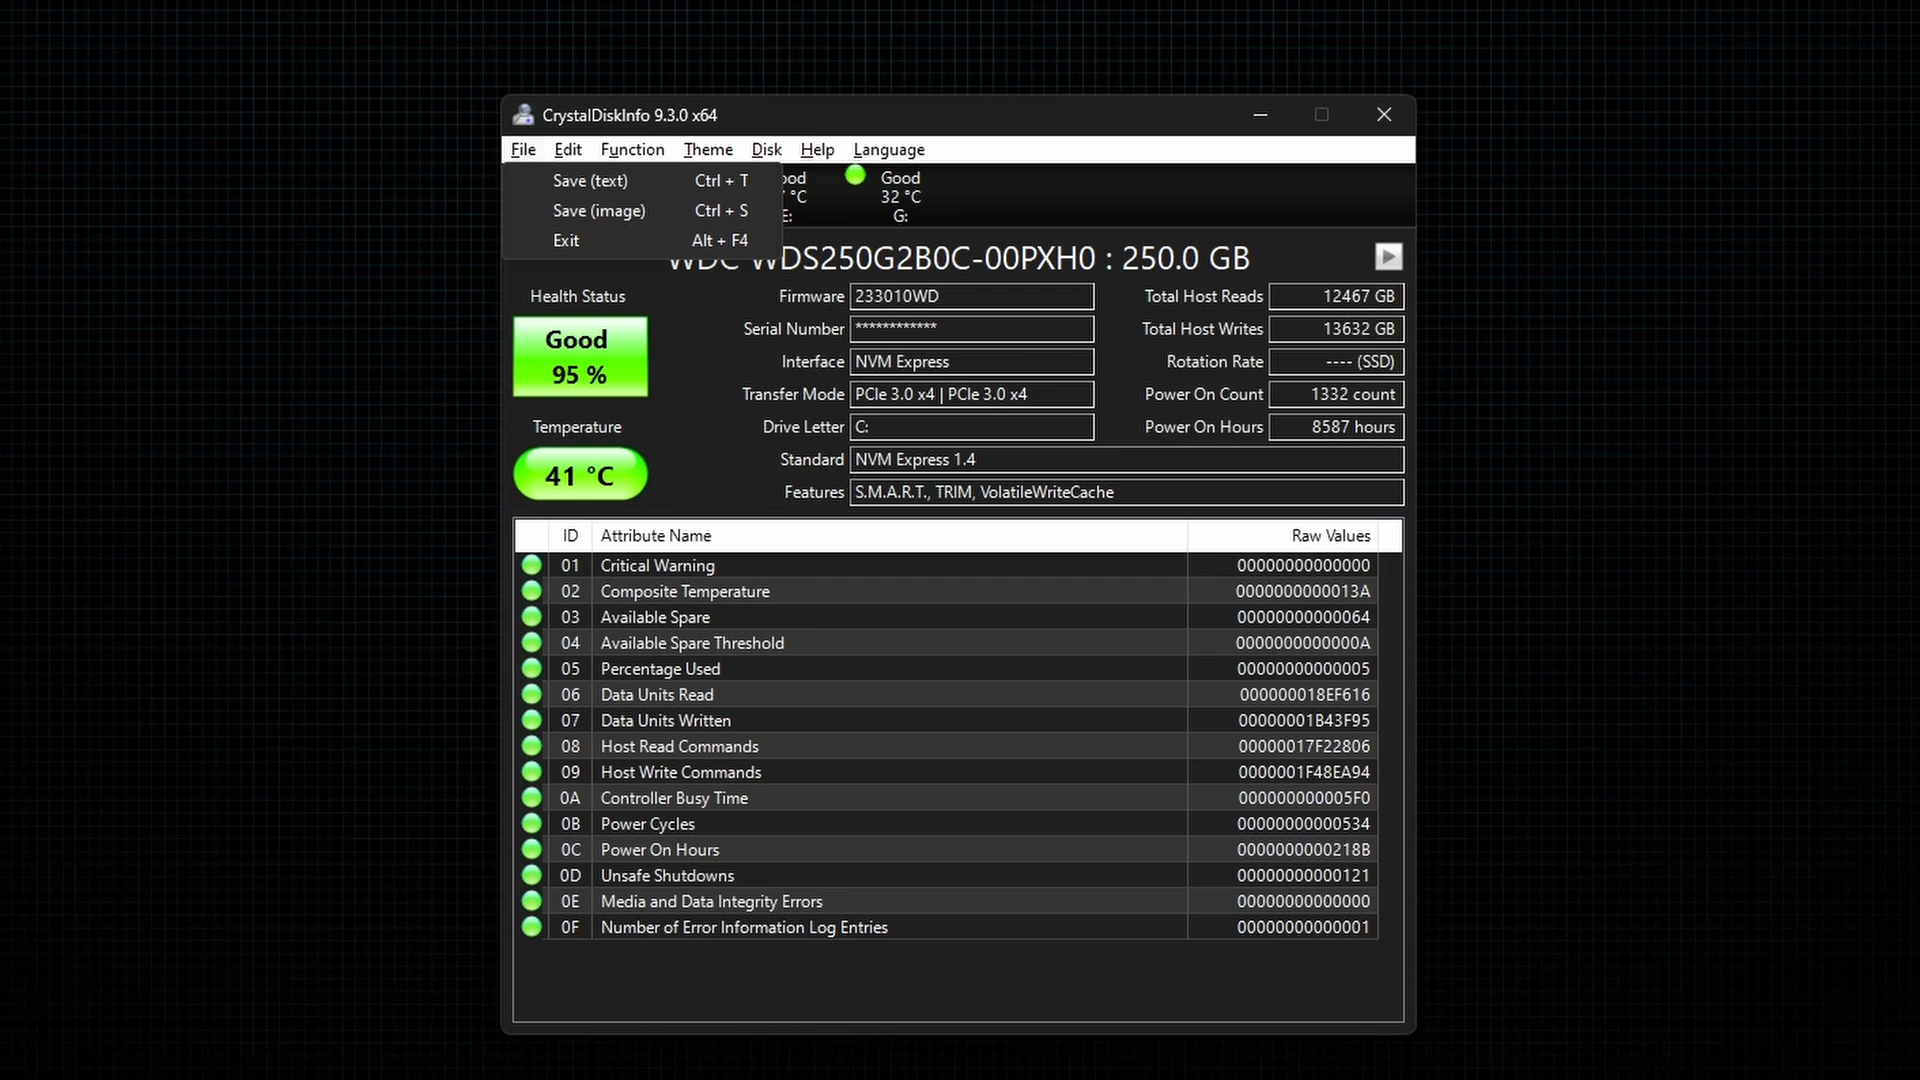 CrystalDiskInfo 9.3.0 x64
File Edit Function Theme Disk Help Language
Save (text) Ctrl + T
Save (image) Ctrl + S
Exit Alt + F4
Good
°C 32 °C
E: G:
WDC WDS250G2B0C-00PXH0 : 250.0 GB
Health Status
Good
95 %
Temperature
41 °C
Firmware 233010WD
Serial Number ************
Interface NVM Express
Transfer Mode PCIe 3.0 x4 | PCIe 3.0 x4
Drive Letter C:
Standard NVM Express 1.4
Features S.M.A.R.T., TRIM, VolatileWriteCache
Total Host Reads 12467 GB
Total Host Writes 13632 GB
Rotation Rate ---- (SSD)
Power On Count 1332 count
Power On Hours 8587 hours
ID Attribute Name Raw Values
01 Critical Warning 00000000000000
02 Composite Temperature 0000000000013A
03 Available Spare 00000000000064
04 Available Spare Threshold 0000000000000A
05 Percentage Used 00000000000005
06 Data Units Read 000000018EF616
07 Data Units Written 00000001B43F95
08 Host Read Commands 00000017F22806
09 Host Write Commands 0000001F48EA94
0A Controller Busy Time 000000000005F0
0B Power Cycles 00000000000534
0C Power On Hours 0000000000218B
0D Unsafe Shutdowns 00000000000121
0E Media and Data Integrity Errors 00000000000000
0F Number of Error Information Log Entries 00000000000001